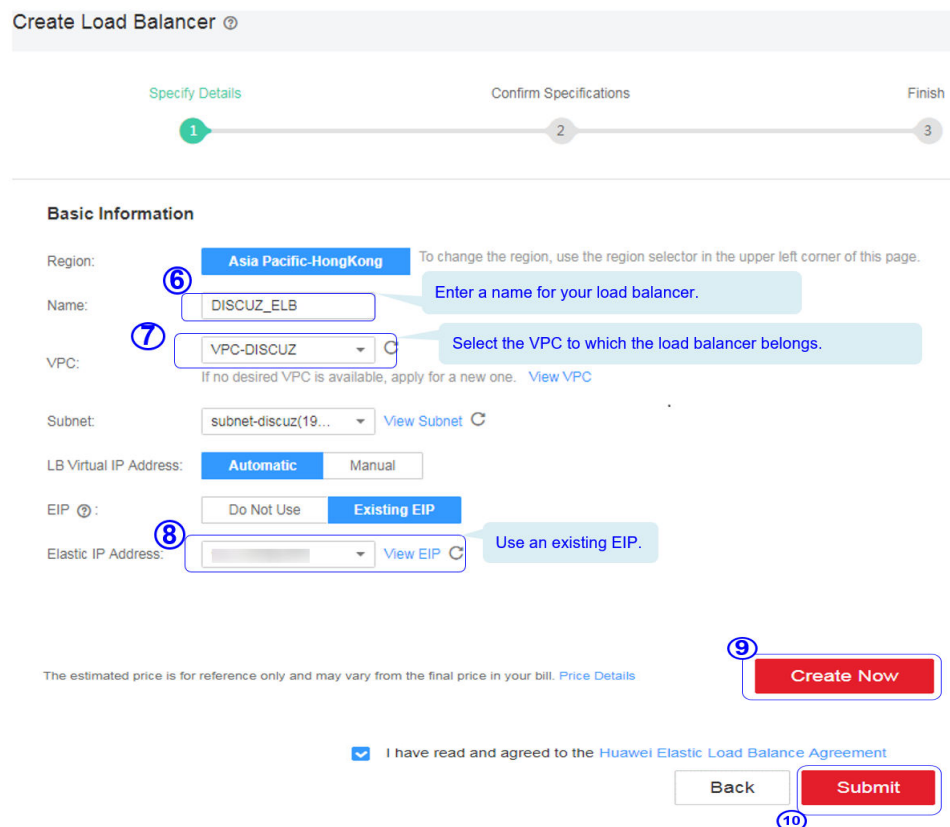 Create Load Balancer ?
Specify Details Confirm Specifications Finish
1 2 3
Basic Information
Region: Asia Pacific-HongKong To change the region, use the region selector in the upper left corner of this page.
6
Name: DISCUZ_ELB Enter a name for your load balancer.
7
VPC: VPC-DISCUZ Select the VPC to which the load balancer belongs.
If no desired VPC is available, apply for a new one. View VPC
Subnet: subnet-discuz(19... View Subnet
LB Virtual IP Address: Automatic Manual
EIP ? : Do Not Use Existing EIP
8
Elastic IP Address: View EIP Use an existing EIP.
9
The estimated price is for reference only and may vary from the final price in your bill. Price Details Create Now
I have read and agreed to the Huawei Elastic Load Balance Agreement
Back Submit
10